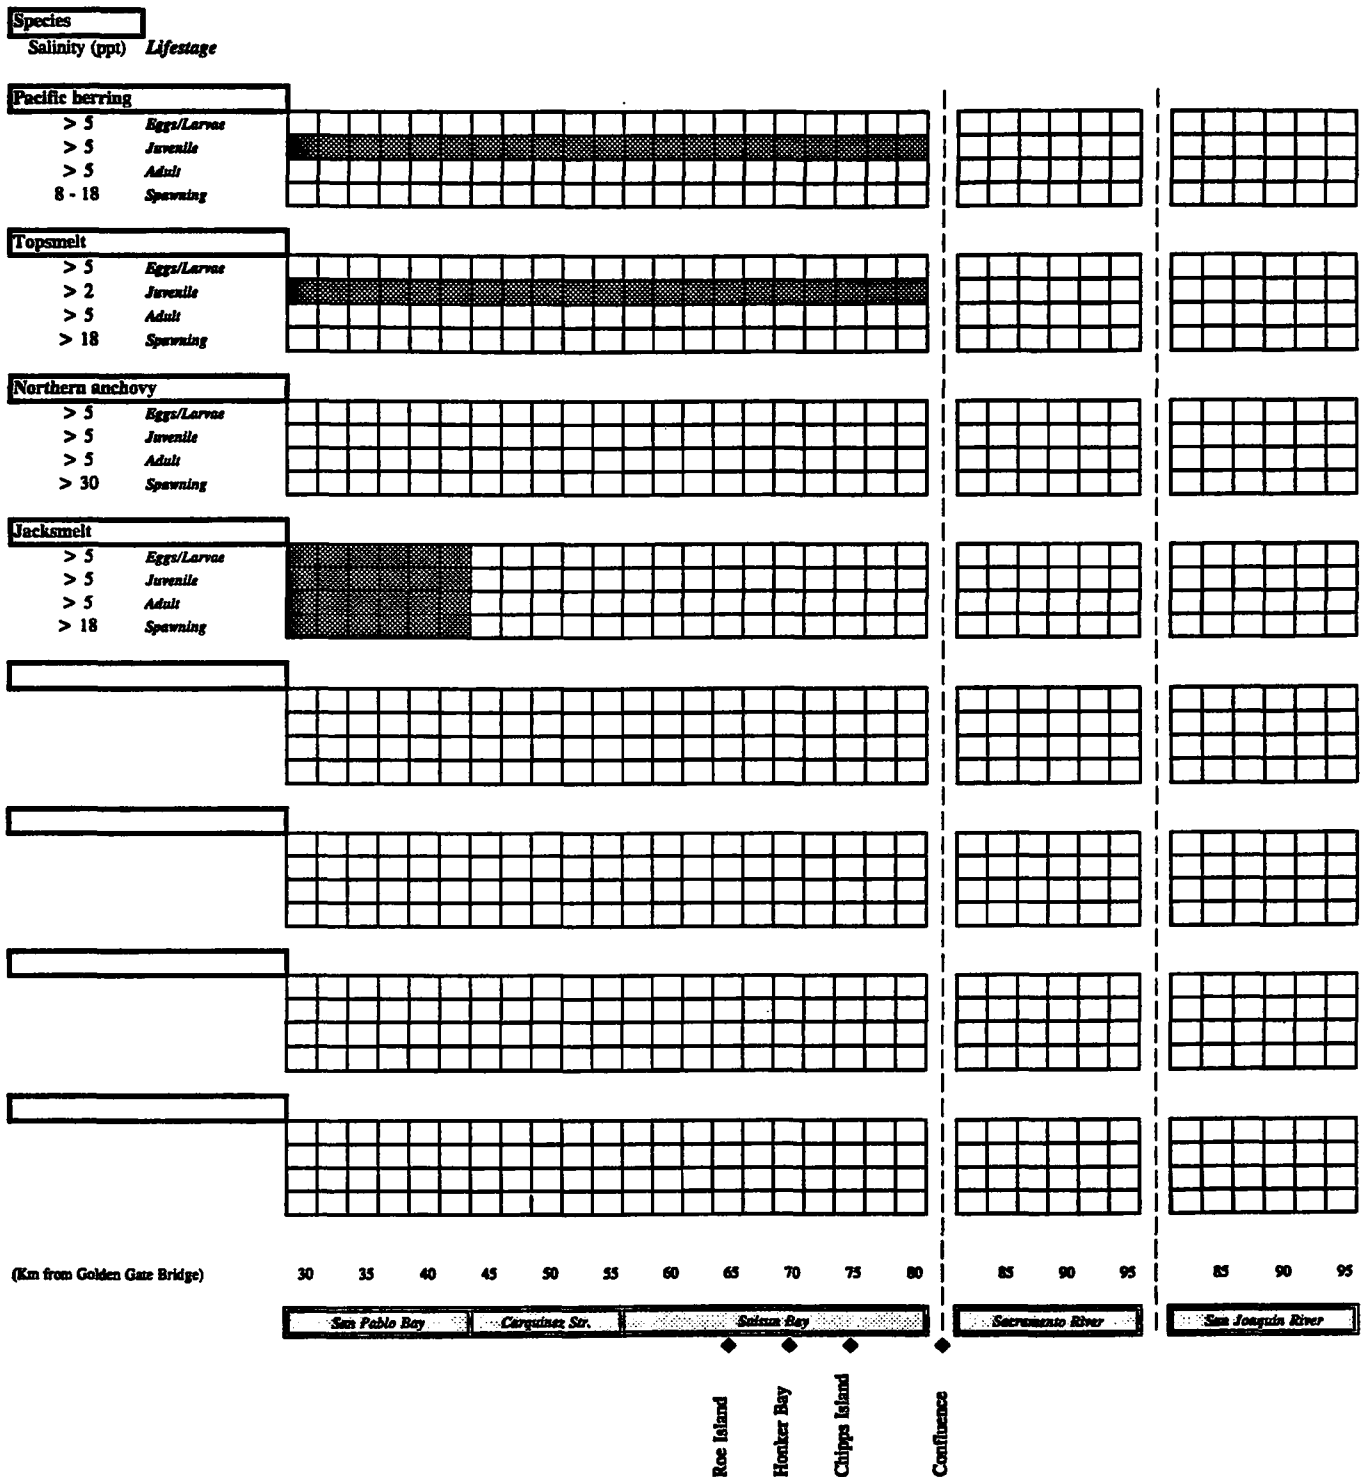 Species
Salinity (ppt) Lifestage
Pacific herring
> 5 Eggs/Larvae
> 5 Juvenile
> 5 Adult
8 - 18 Spawning
Topsmelt
> 5 Eggs/Larvae
> 2 Juvenile
> 5 Adult
> 18 Spawning
Northern anchovy
> 5 Eggs/Larvae
> 5 Juvenile
> 5 Adult
> 30 Spawning
Jacksmelt
> 5 Eggs/Larvae
> 5 Juvenile
> 5 Adult
> 18 Spawning
(Km from Golden Gate Bridge) 30 35 40 45 50 55 60 65 70 75 80 85 90 95 85 90 95
San Pablo Bay Carquinez Str. Suisun Bay Sacramento River San Joaquin River
Roe Island
Honker Bay
Chipps Island
Confluence